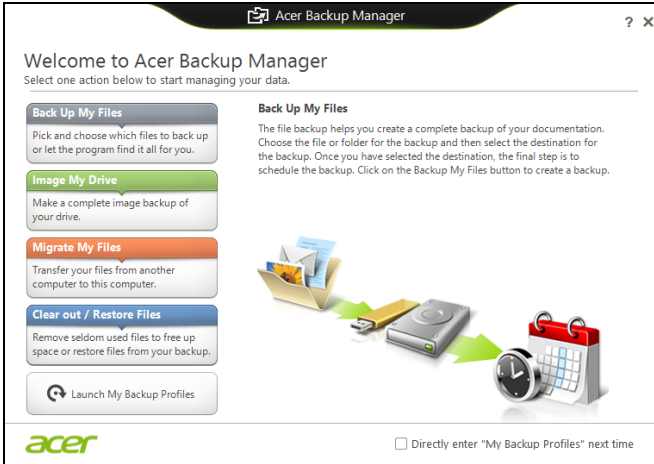 Acer Backup Manager
? X
Welcome to Acer Backup Manager
Select one action below to start managing your data.
Back Up My Files
Pick and choose which files to back up
or let the program find it all for you.
Image My Drive
Make a complete image backup of
your drive.
Migrate My Files
Transfer your files from another
computer to this computer.
Clear out / Restore Files
Remove seldom used files to free up
space or restore files from your backup.
Launch My Backup Profiles
Back Up My Files
The file backup helps you create a complete backup of your documentation.
Choose the file or folder for the backup and then select the destination for
the backup. Once you have selected the destination, the final step is to
schedule the backup. Click on the Backup My Files button to create a backup.
acer
Directly enter "My Backup Profiles" next time